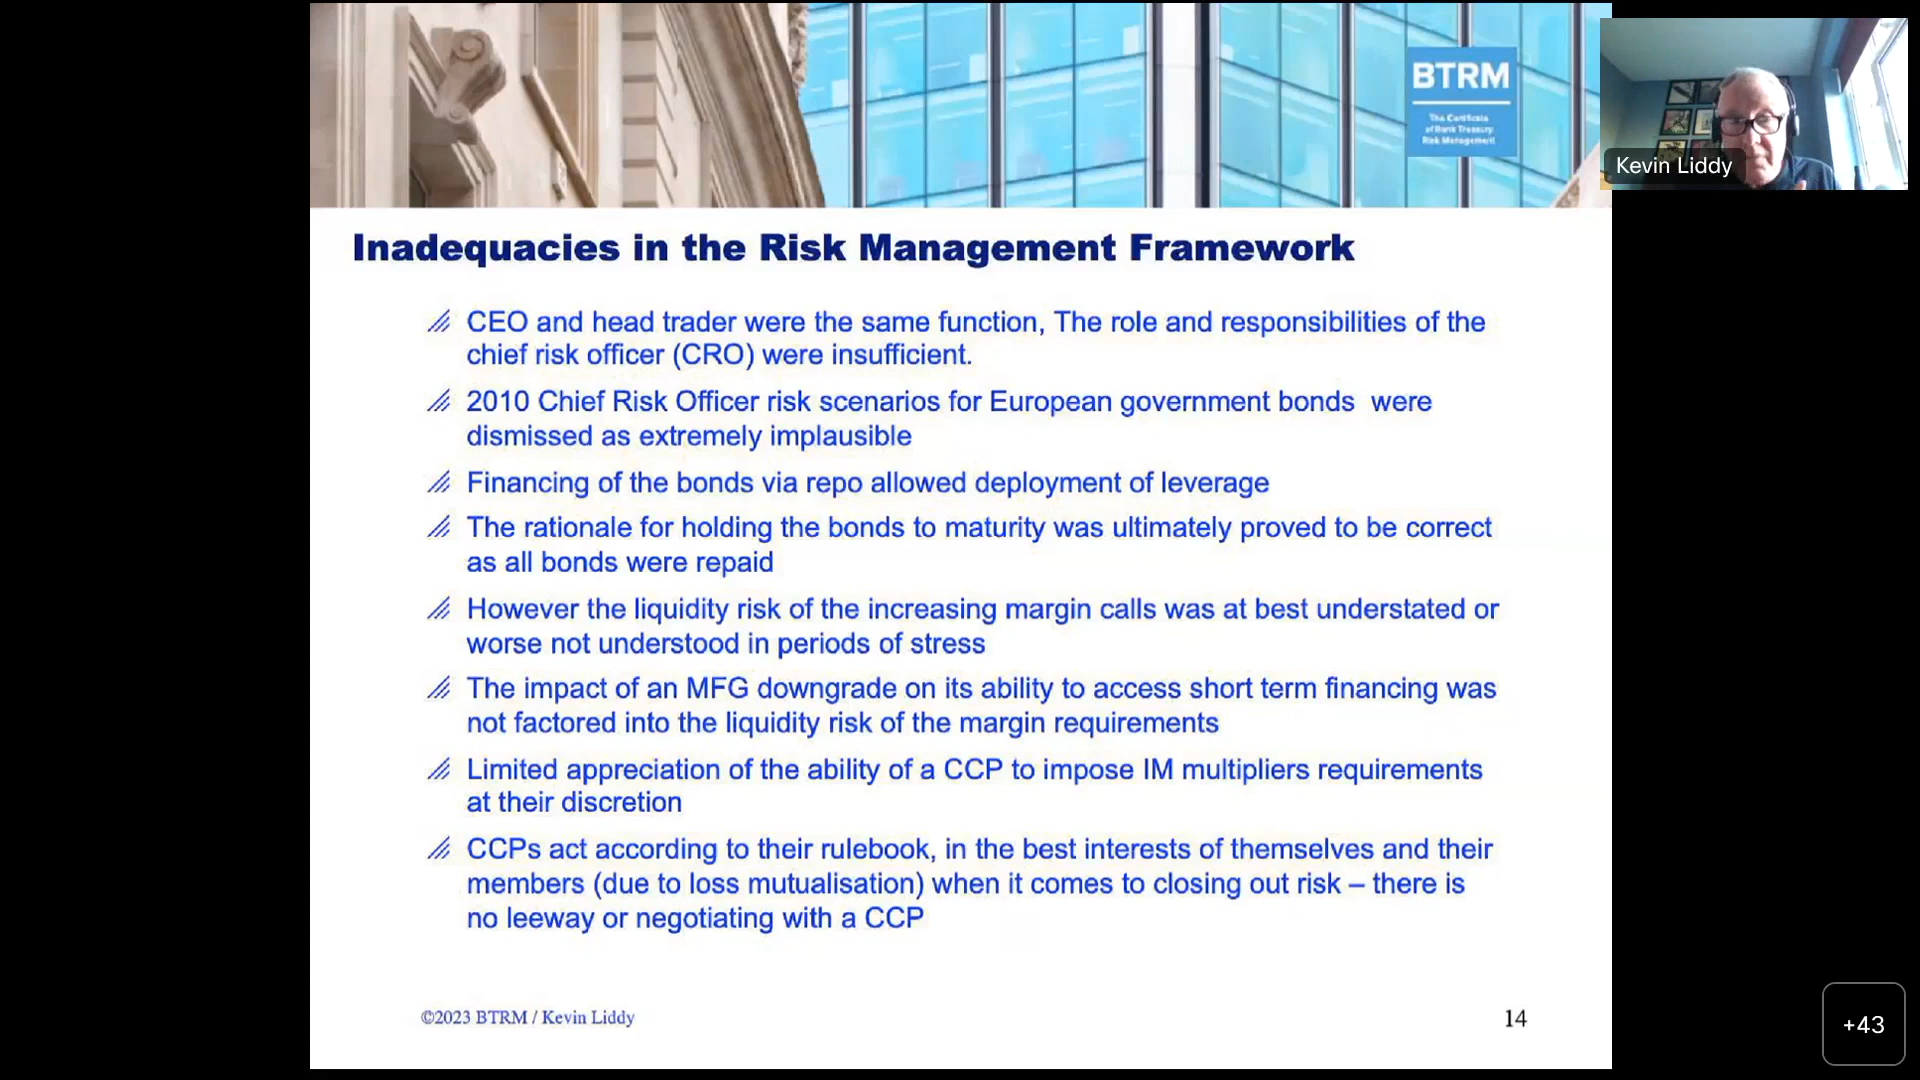 BTRM
The Certificate
of Bank Treasury
Risk Management
Kevin Liddy
Inadequacies in the Risk Management Framework
CEO and head trader were the same function, The role and responsibilities of the
chief risk officer (CRO) were insufficient.
2010 Chief Risk Officer risk scenarios for European government bonds  were
dismissed as extremely implausible
Financing of the bonds via repo allowed deployment of leverage
The rationale for holding the bonds to maturity was ultimately proved to be correct
as all bonds were repaid
However the liquidity risk of the increasing margin calls was at best understated or
worse not understood in periods of stress
The impact of an MFG downgrade on its ability to access short term financing was
not factored into the liquidity risk of the margin requirements
Limited appreciation of the ability of a CCP to impose IM multipliers requirements
at their discretion
CCPs act according to their rulebook, in the best interests of themselves and their
members (due to loss mutualisation) when it comes to closing out risk – there is
no leeway or negotiating with a CCP
©2023 BTRM / Kevin Liddy
14
+43